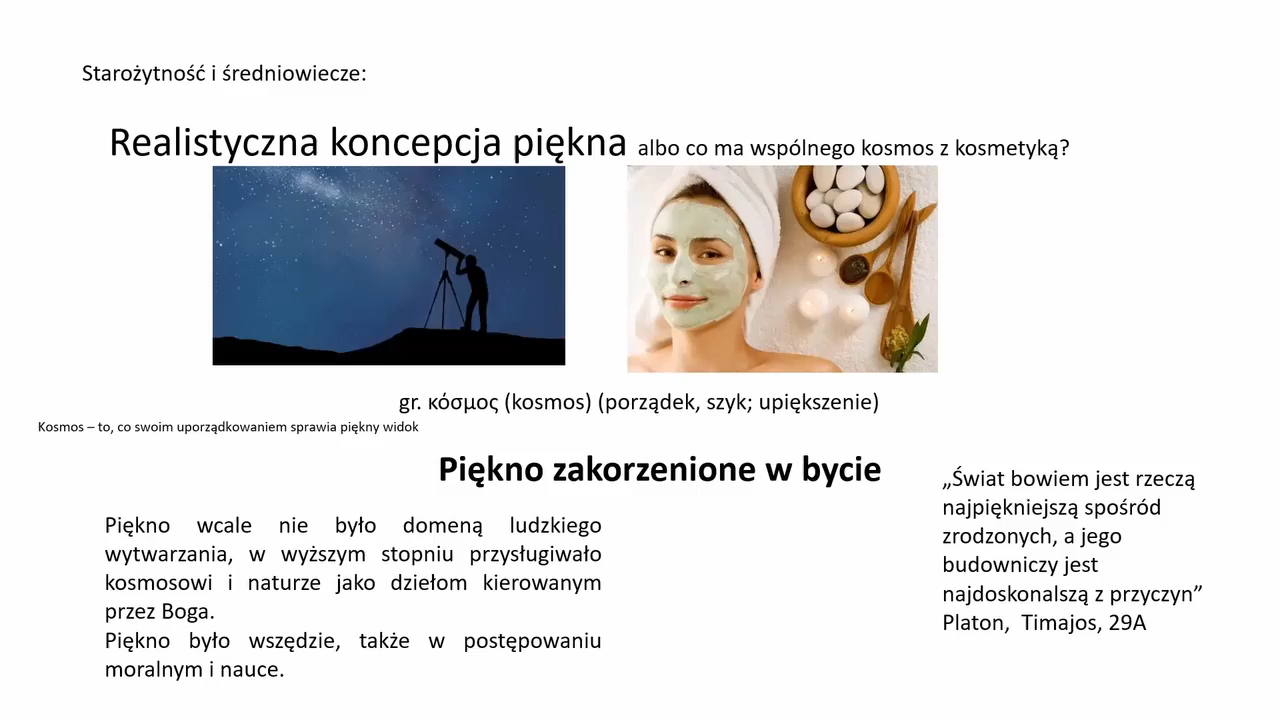 Starożytność i średniowiecze:
Realistyczna koncepcja piękna albo co ma wspólnego kosmos z kosmetyką?
gr. κόσμος (kosmos) (porządek, szyk; upiększenie)
Kosmos – to, co swoim uporządkowaniem sprawia piękny widok
Piękno zakorzenione w bycie
Piękno wcale nie było domeną ludzkiego
wytwarzania, w wyższym stopniu przysługiwało
kosmosowi i naturze jako dziełom kierowanym
przez Boga.
Piękno było wszędzie, także w postępowaniu
moralnym i nauce.
„Świat bowiem jest rzeczą
najpiękniejszą spośród
zrodzonych, a jego
budowniczy jest
najdoskonalszą z przyczyn”
Platon, Timajos, 29A